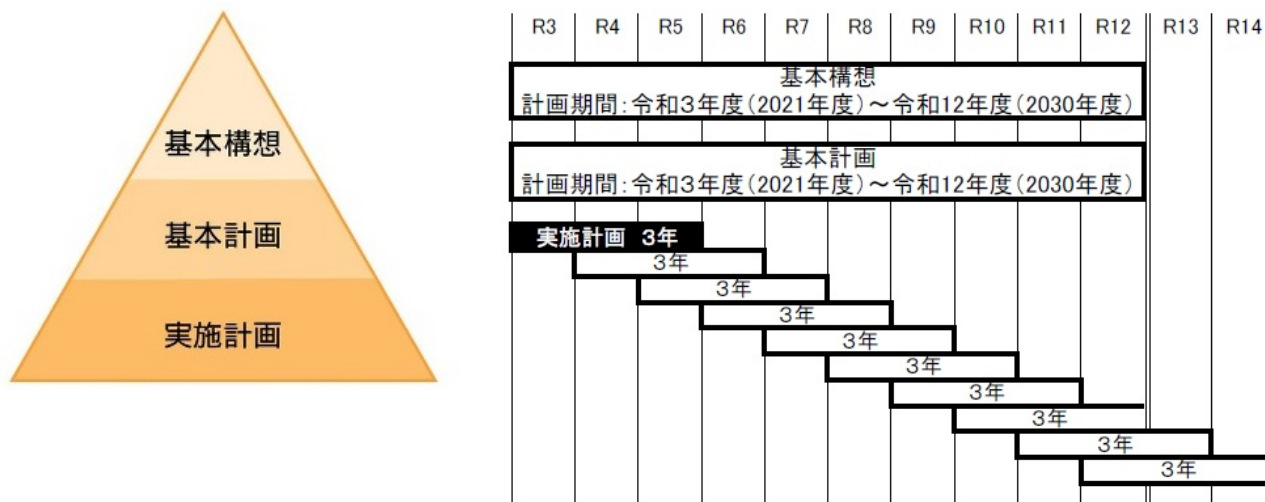 基本構想
基本計画
実施計画
R3 R4 R5 R6 R7 R8 R9 R10 R11 R12 R13 R14
基本構想
計画期間:令和3年度(2021年度)~令和12年度(2030年度)
基本計画
計画期間:令和3年度(2021年度)~令和12年度(2030年度)
実施計画 3年
3年
3年
3年
3年
3年
3年
3年
3年
3年